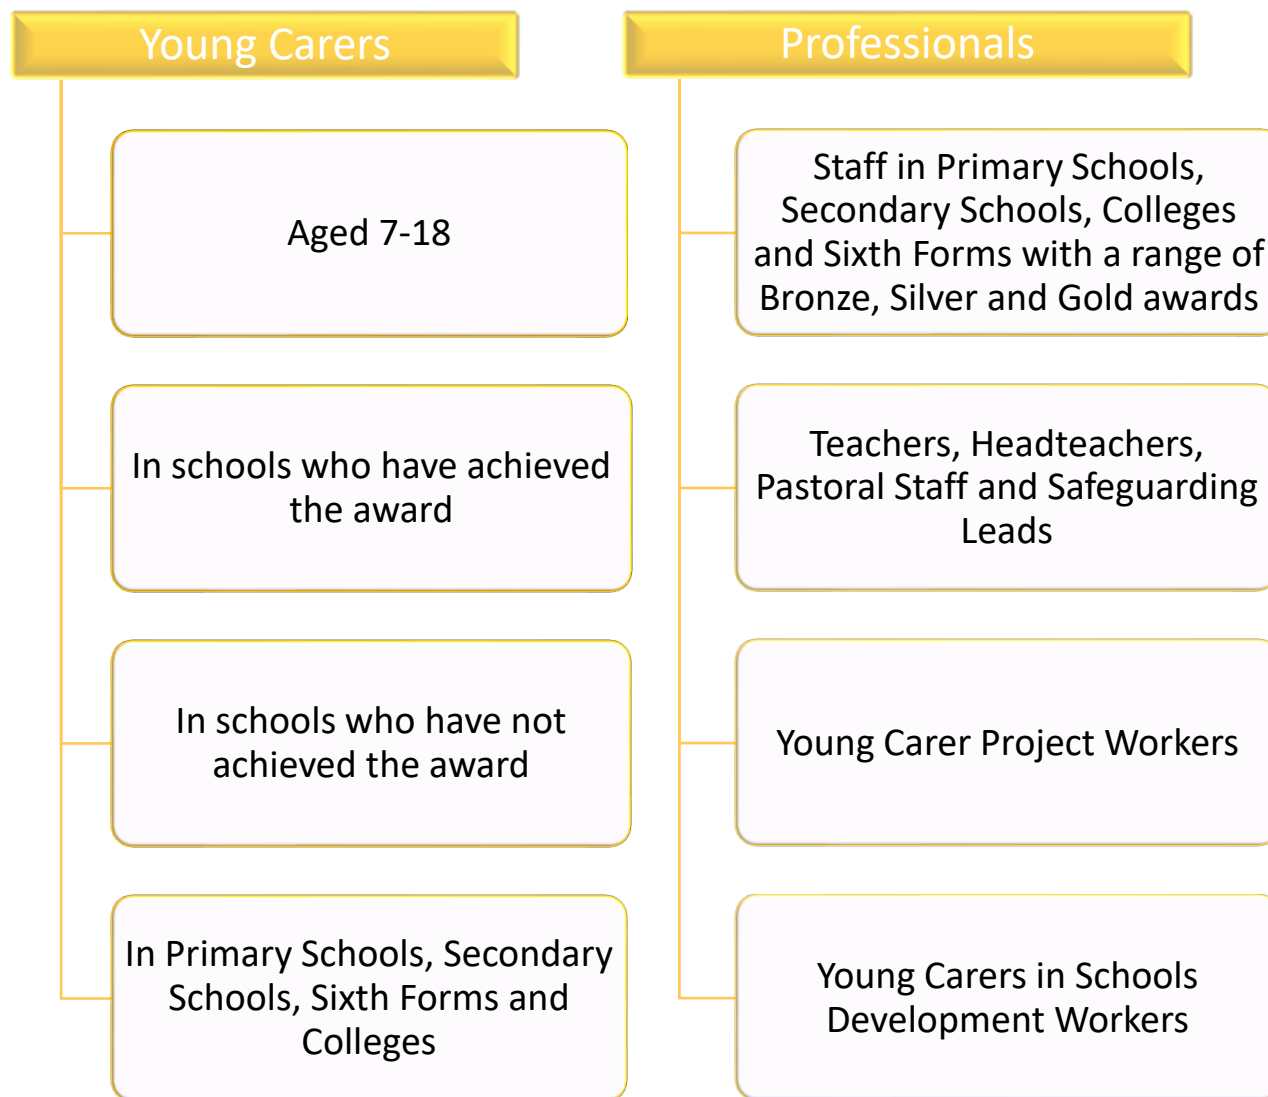 Young Carers
Aged 7-18
In schools who have achieved
the award
In schools who have not
achieved the award
In Primary Schools, Secondary
Schools, Sixth Forms and
Colleges
Professionals
Staff in Primary Schools,
Secondary Schools, Colleges
and Sixth Forms with a range of
Bronze, Silver and Gold awards
Teachers, Headteachers,
Pastoral Staff and Safeguarding
Leads
Young Carer Project Workers
Young Carers in Schools
Development Workers